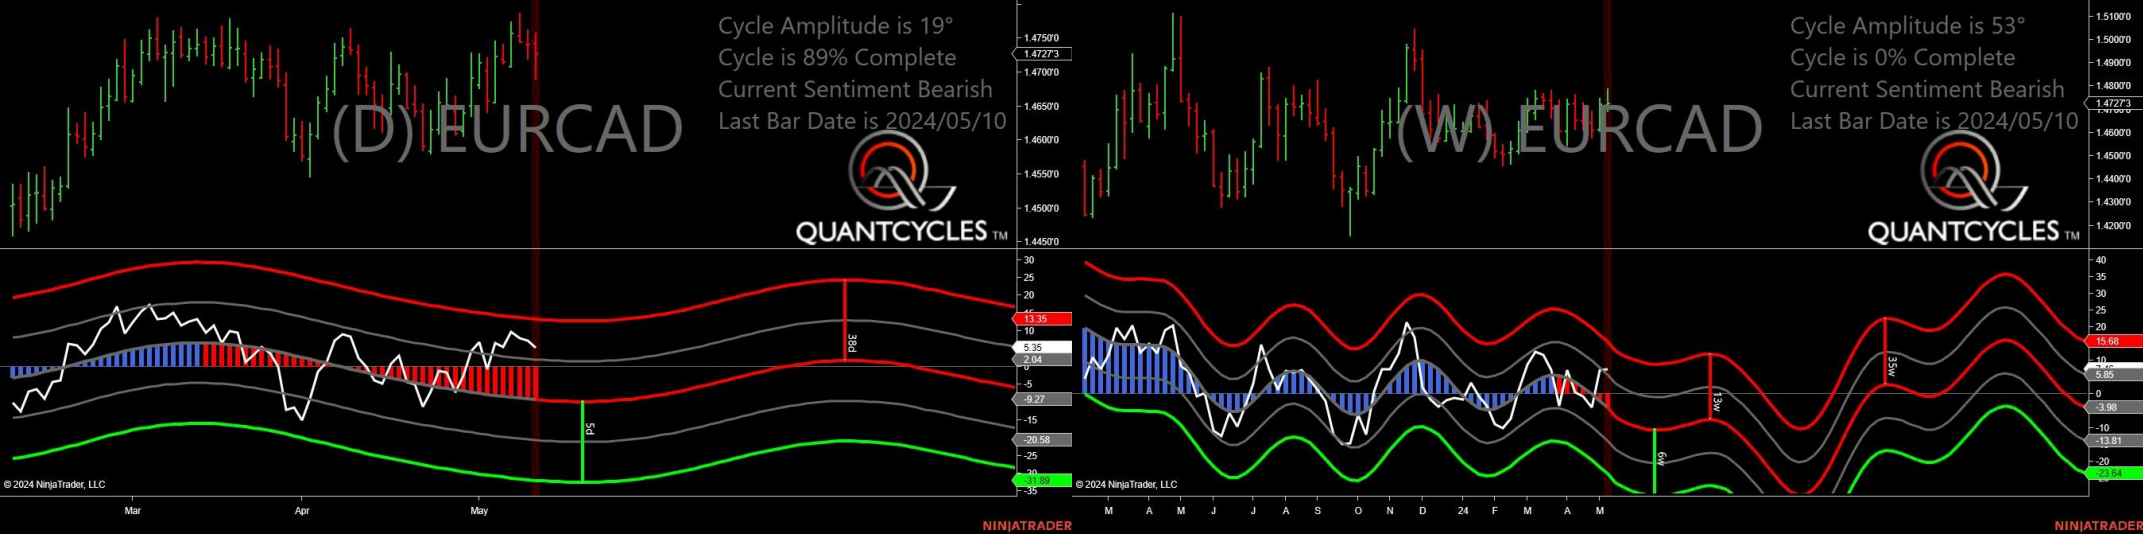 Cycle Amplitude is 19°
Cycle is 89% Complete
Current Sentiment Bearish
Last Bar Date is 2024/05/10
(D) EURCAD
QUANTCYCLES TM
1.4750'0
1.4727'3
1.4700'0
1.4650'0
1.4600'0
1.4550'0
1.4500'0
1.4450'0
30
25
20
13.35
10
5.35
2.04
0
-5
-9.27
-15
-20.58
-25
-31.89
-35
38d
5d
© 2024 NinjaTrader, LLC
Mar
Apr
May
NINJATRADER
Cycle Amplitude is 53°
Cycle is 0% Complete
Current Sentiment Bearish
Last Bar Date is 2024/05/10
(W) EURCAD
QUANTCYCLES TM
1.5100'0
1.5000'0
1.4900'0
1.4800'0
1.4727'3
1.4600'0
1.4500'0
1.4400'0
1.4300'0
1.4200'0
40
35
30
25
20
15.68
10
5.85
0
-3.98
-10
-13.81
-20
-23.64
13w
6w
35w
© 2024 NinjaTrader, LLC
M
A
M
J
J
A
S
O
N
D
24
F
M
A
M
NINJATRADER